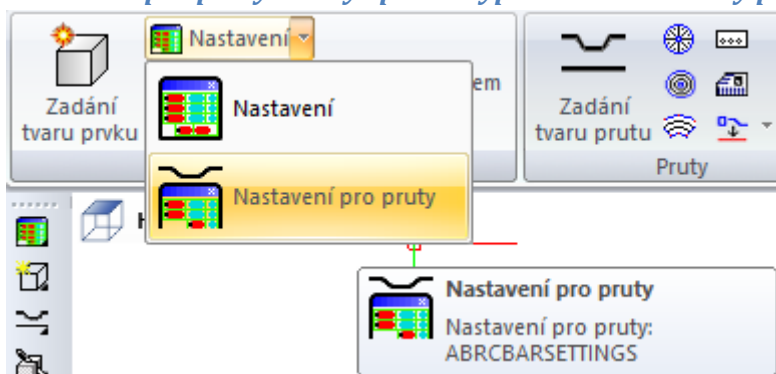 Nastavení
Zadání
tvaru prvku
Nastavení
Nastavení pro pruty
em
Zadání
tvaru prutu
Pruty
Nastavení pro pruty
Nastavení pro pruty:
ABRCBARSETTINGS